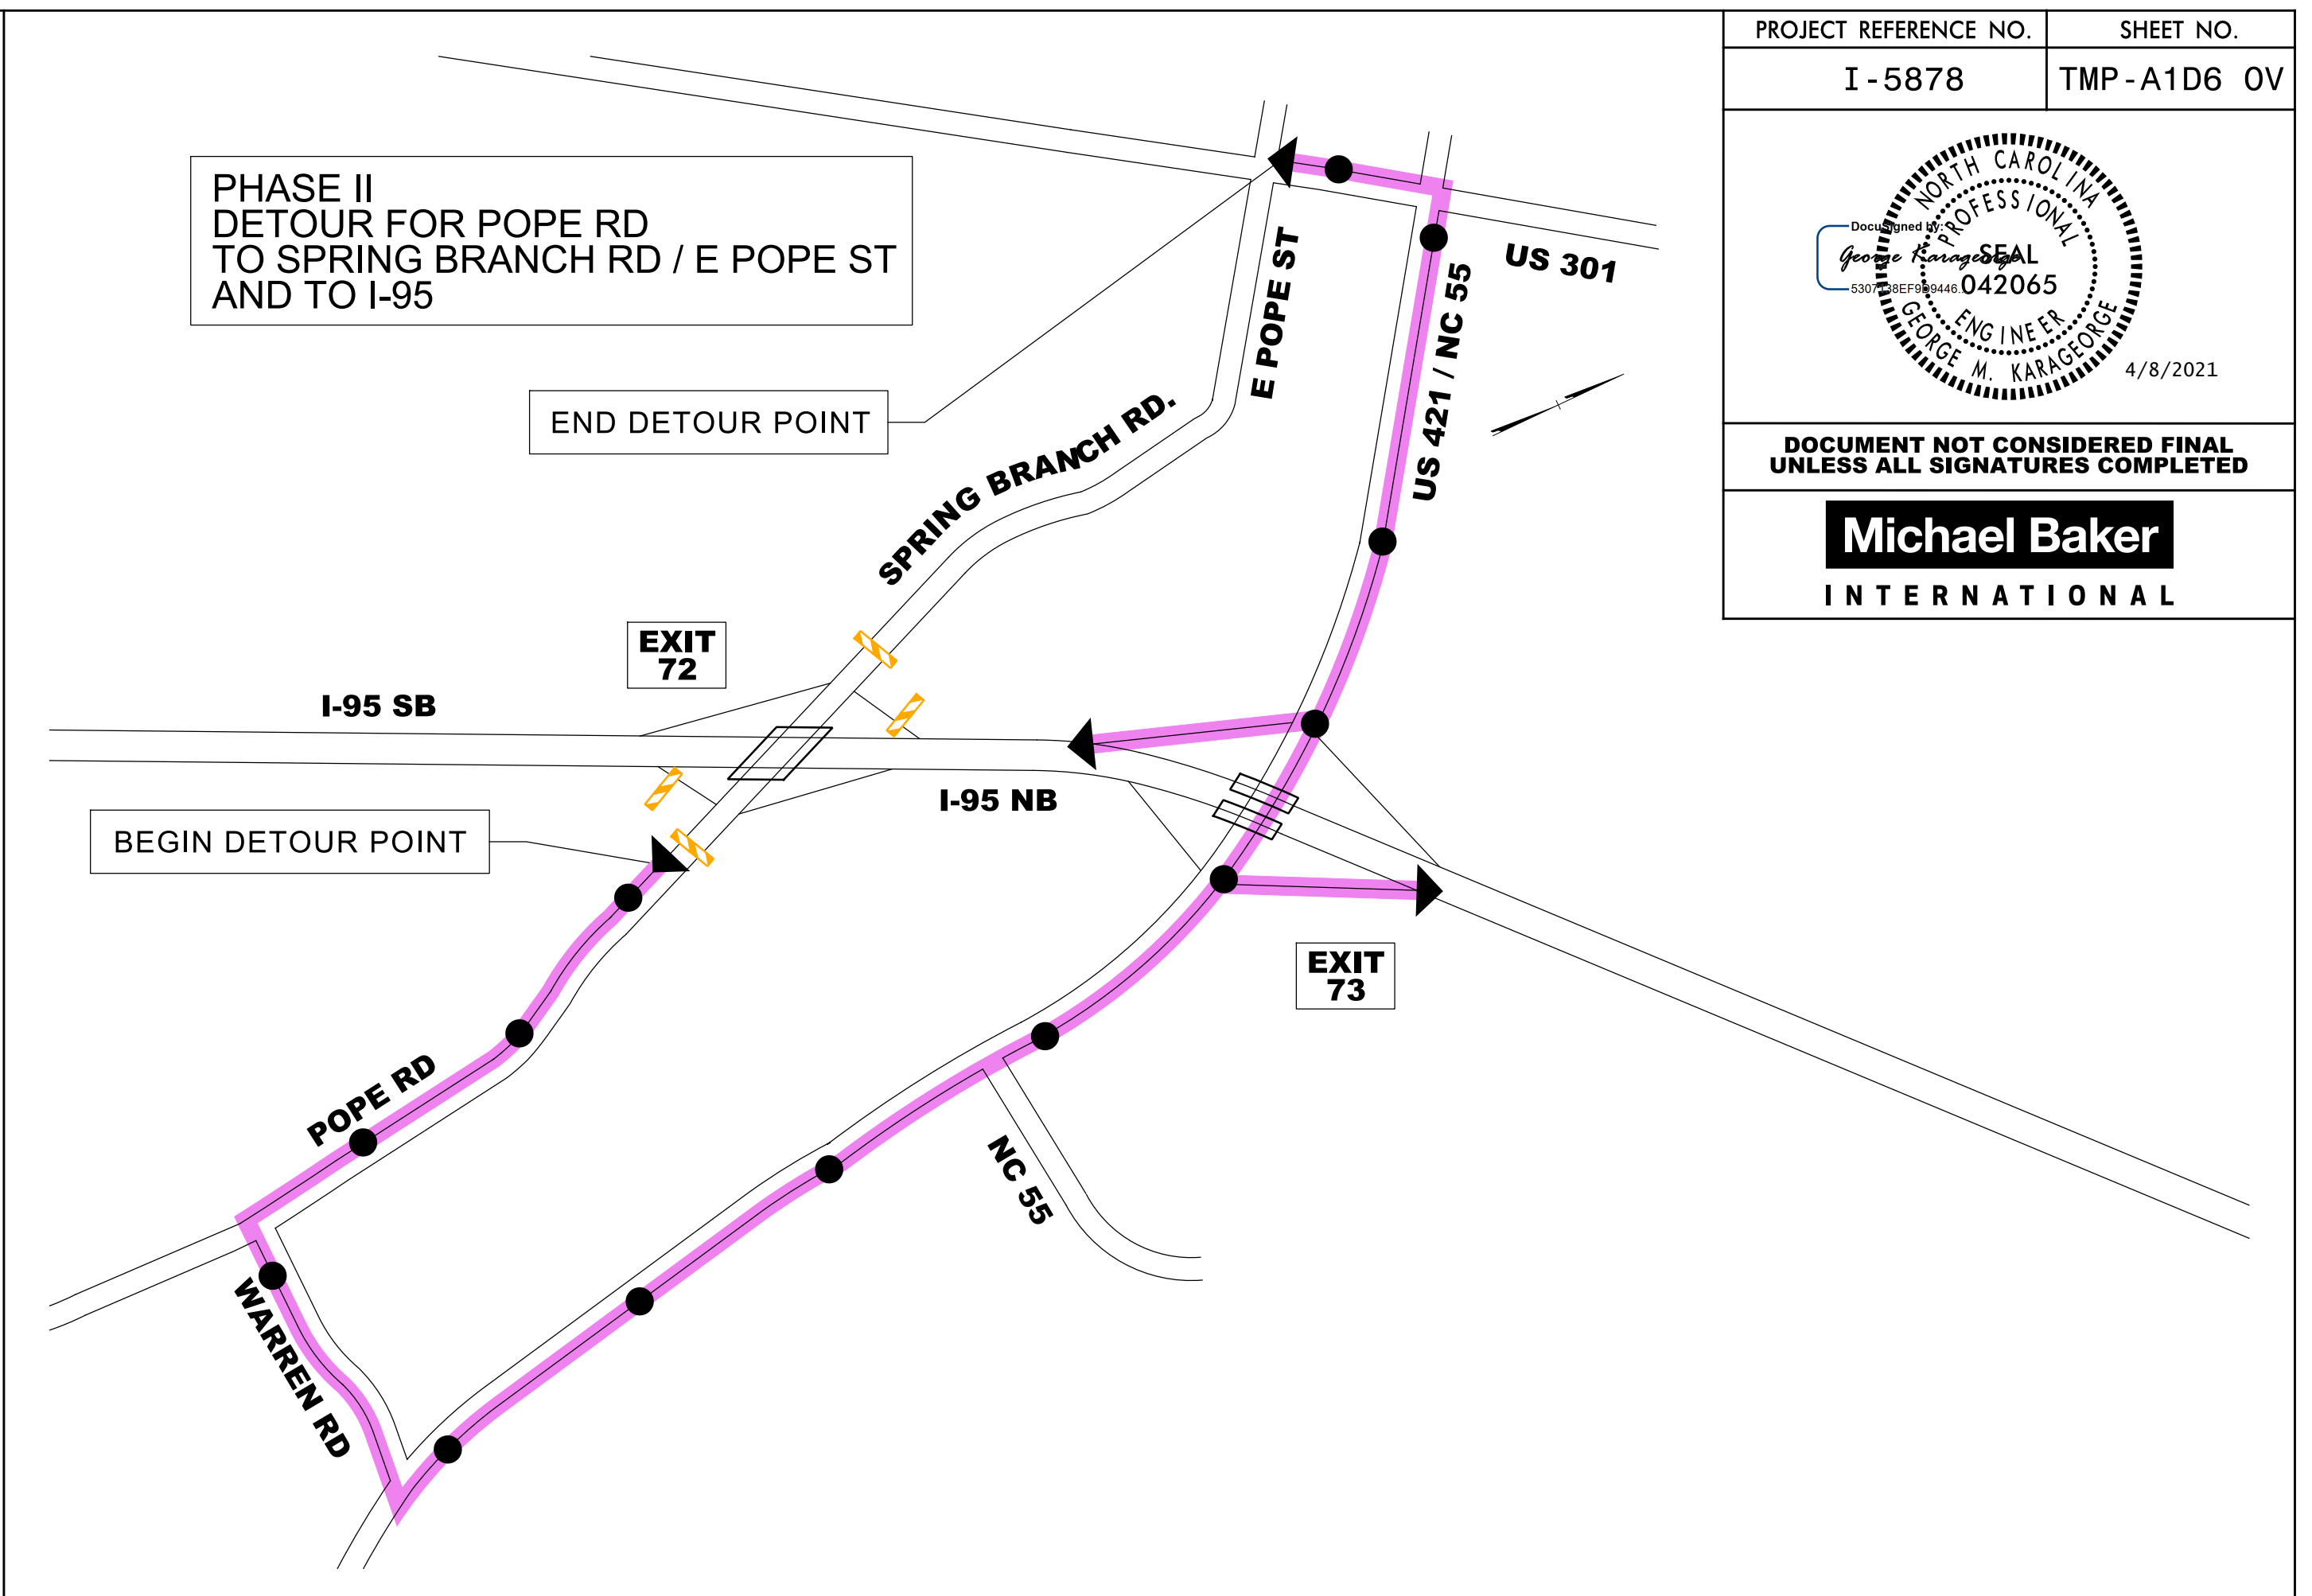 PROJECT REFERENCE NO.
SHEET NO.
I-5878
TMP-A1D6 OV
PHASE II
DETOUR FOR POPE RD
TO SPRING BRANCH RD / E POPE ST
AND TO I-95
NORTH CAROLINA
PROFESSIONAL
DocuSigned by:
George Karageorge
SEAL
042065
ENGINEER
GEORGE M. KARAGEORGE
4/8/2021
DOCUMENT NOT CONSIDERED FINAL
UNLESS ALL SIGNATURES COMPLETED
Michael Baker
INTERNATIONAL
US 301
E POPE ST
US 421 / NC 55
END DETOUR POINT
SPRING BRANCH RD.
EXIT
72
I-95 SB
I-95 NB
BEGIN DETOUR POINT
EXIT
73
POPE RD
NC 55
WARREN RD